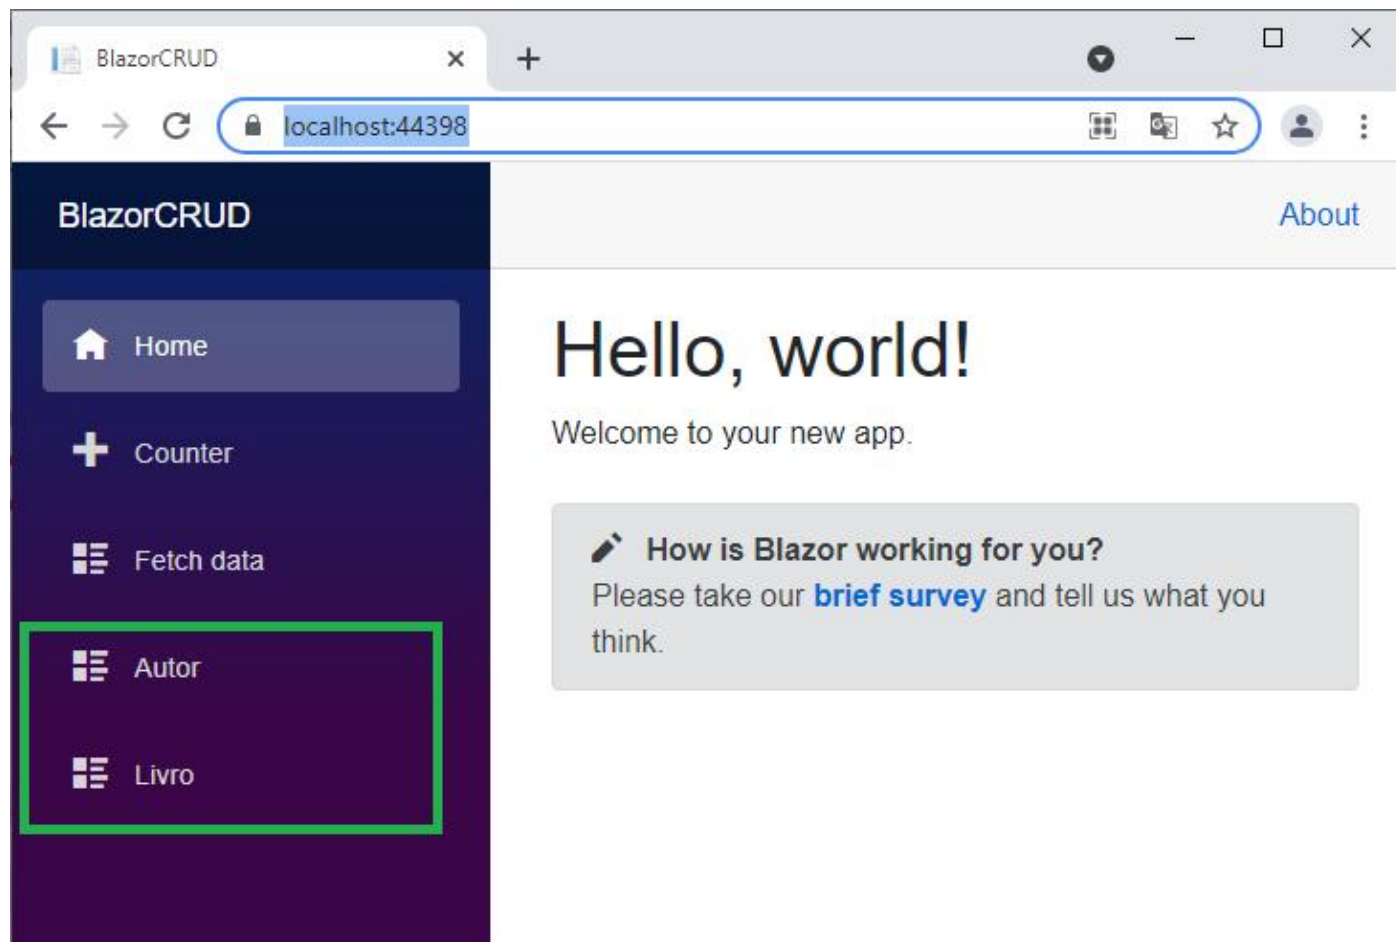 BlazorCRUD
localhost:44398
BlazorCRUD
About
Home
Counter
Fetch data
Autor
Livro
Hello, world!
Welcome to your new app.
How is Blazor working for you?
Please take our brief survey and tell us what you
think.